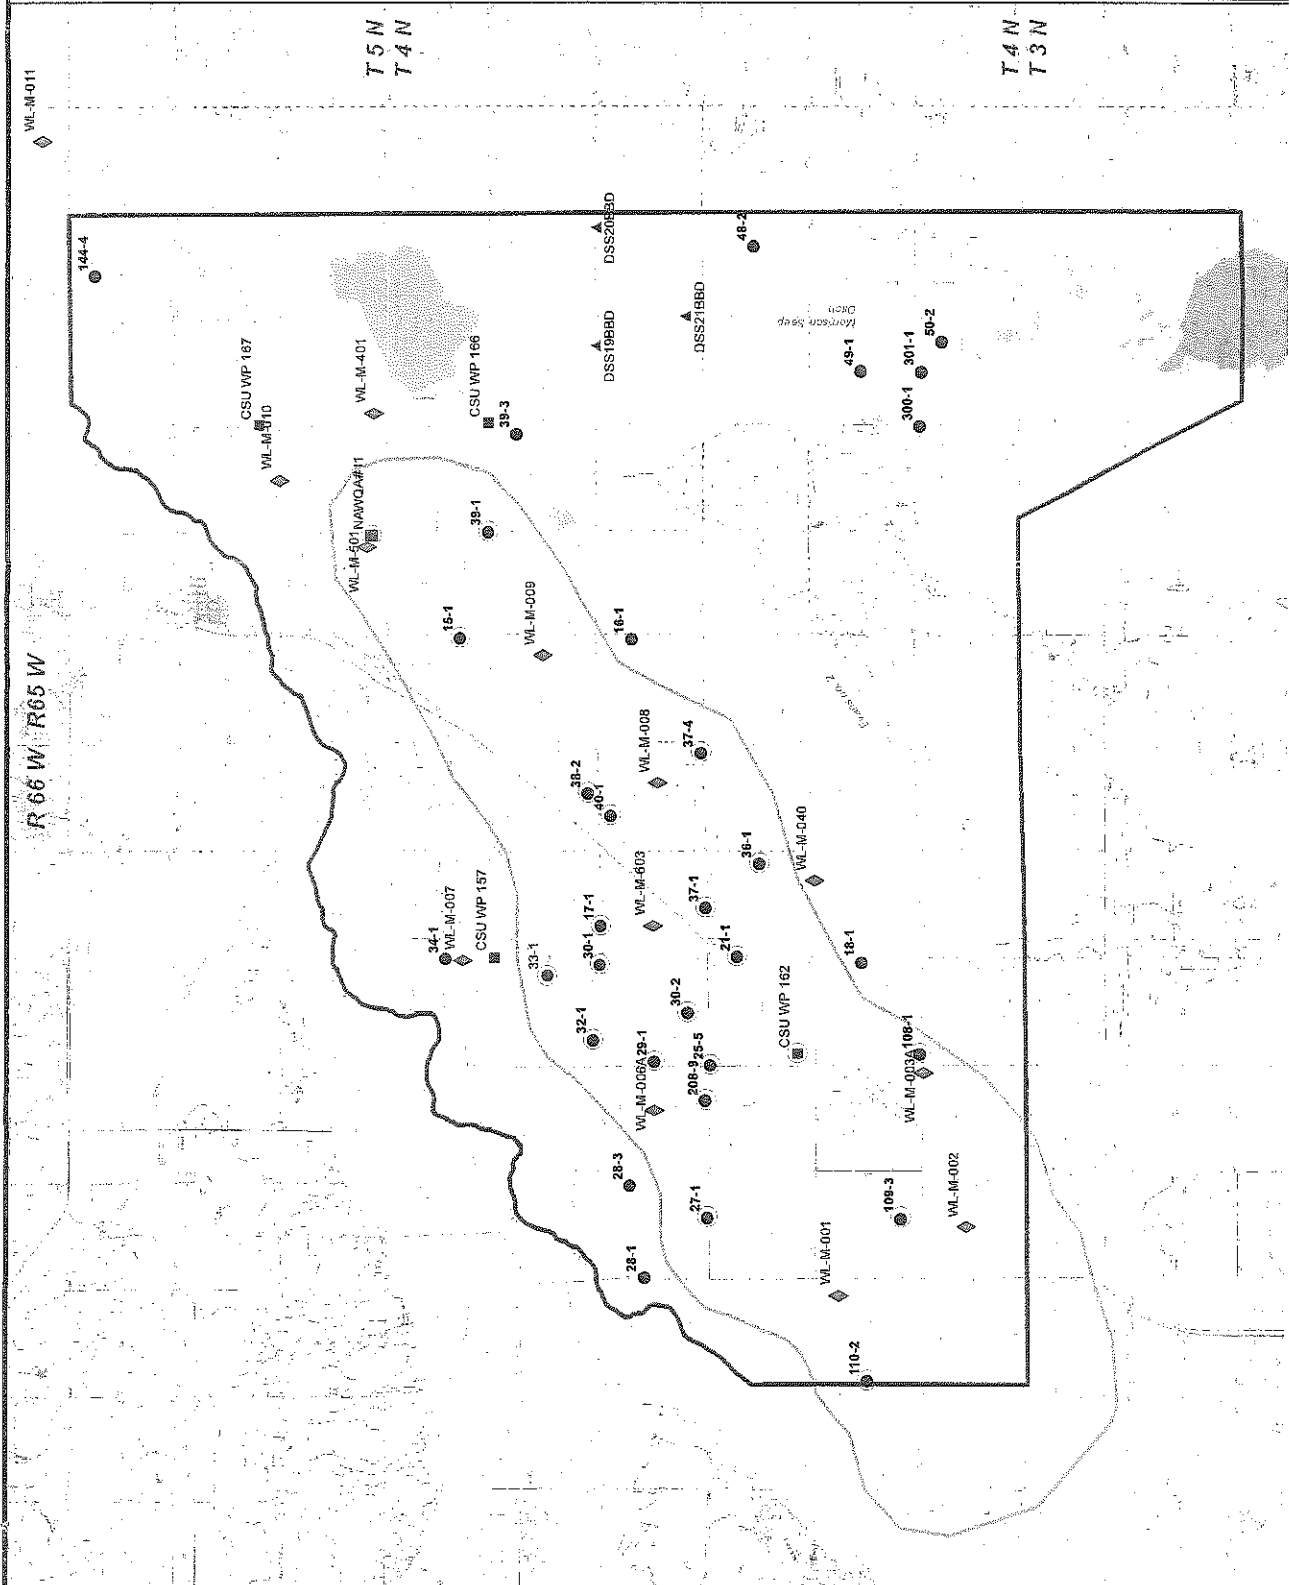 WL-M-011
T 5 N
T 4 N
T 4 N
T 3 N
R 66 W R65 W
144-4
CSU WP 167
WL-M-010
WL-M-401
CSU WP 166
39-3
DSS20BBD
DSS19BBD
DSS21BBD
48-2
Morrison Seep
Ditch
49-1
301-1
50-2
300-1
NAWQA#11
WL-M-501
39-1
15-1
WL-M-009
16-1
WL-M-008
37-4
38-2
40-1
36-1
WL-M-040
34-1
WL-M-007
CSU WP 157
33-1
17-1
30-1
WL-M-603
37-1
21-1
18-1
32-1
30-2
29-1
WL-M-006A
25-5
208-9
CSU WP 162
108-1
WL-M-003A
28-3
27-1
28-1
109-3
WL-M-002
WL-M-001
110-2